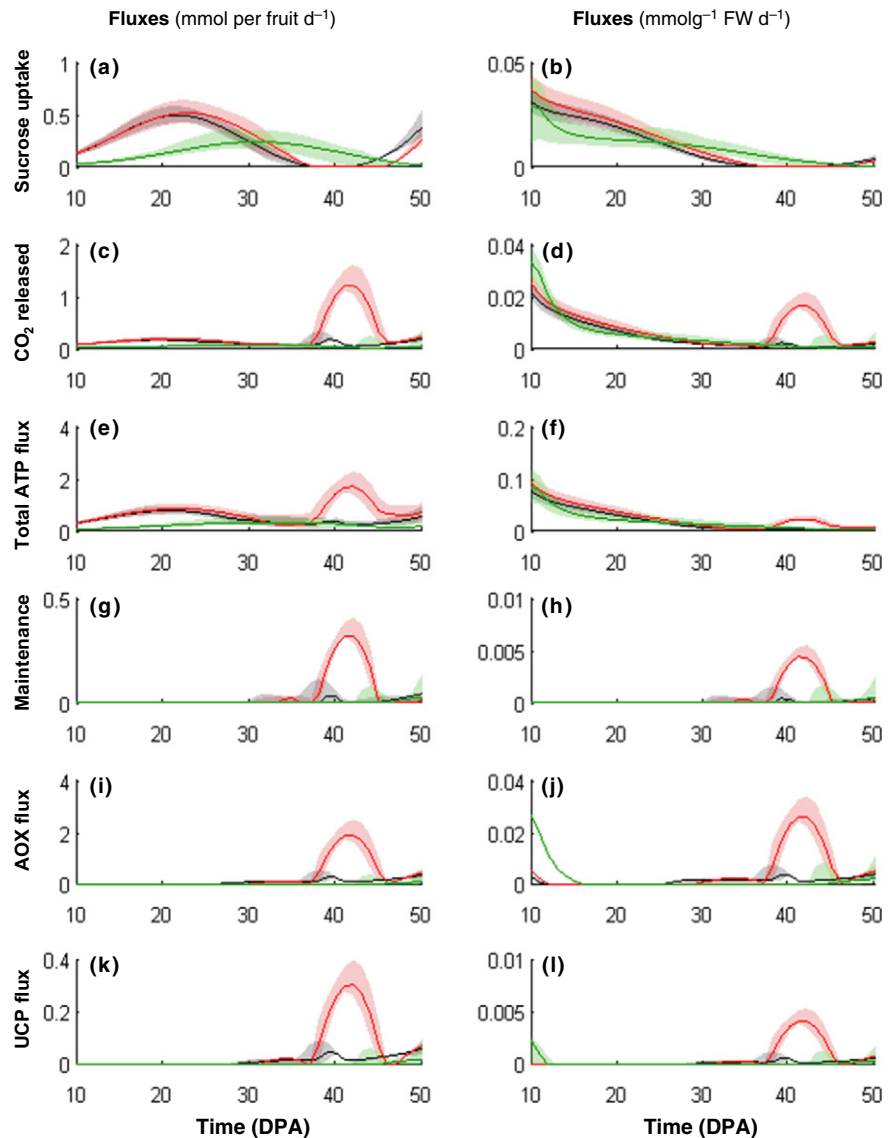 Fluxes (mmol per fruit d⁻¹) Fluxes (mmolg⁻¹ FW d⁻¹)
Sucrose uptake
1 (a) 0.05 (b)
0.5
0 0
10 20 30 40 50 10 20 30 40 50
CO₂ released
2 (c) 0.04 (d)
1 0.02
0 0
10 20 30 40 50 10 20 30 40 50
Total ATP flux
4 (e) 0.2 (f)
2 0.1
0 0
10 20 30 40 50 10 20 30 40 50
Maintenance
0.5 (g) 0.01 (h)
0.005
0 0
10 20 30 40 50 10 20 30 40 50
AOX flux
4 (i) 0.04 (j)
2 0.02
0 0
10 20 30 40 50 10 20 30 40 50
UCP flux
0.4 (k) 0.01 (l)
0.2 0.005
0 0
10 20 30 40 50 10 20 30 40 50
Time (DPA) Time (DPA)